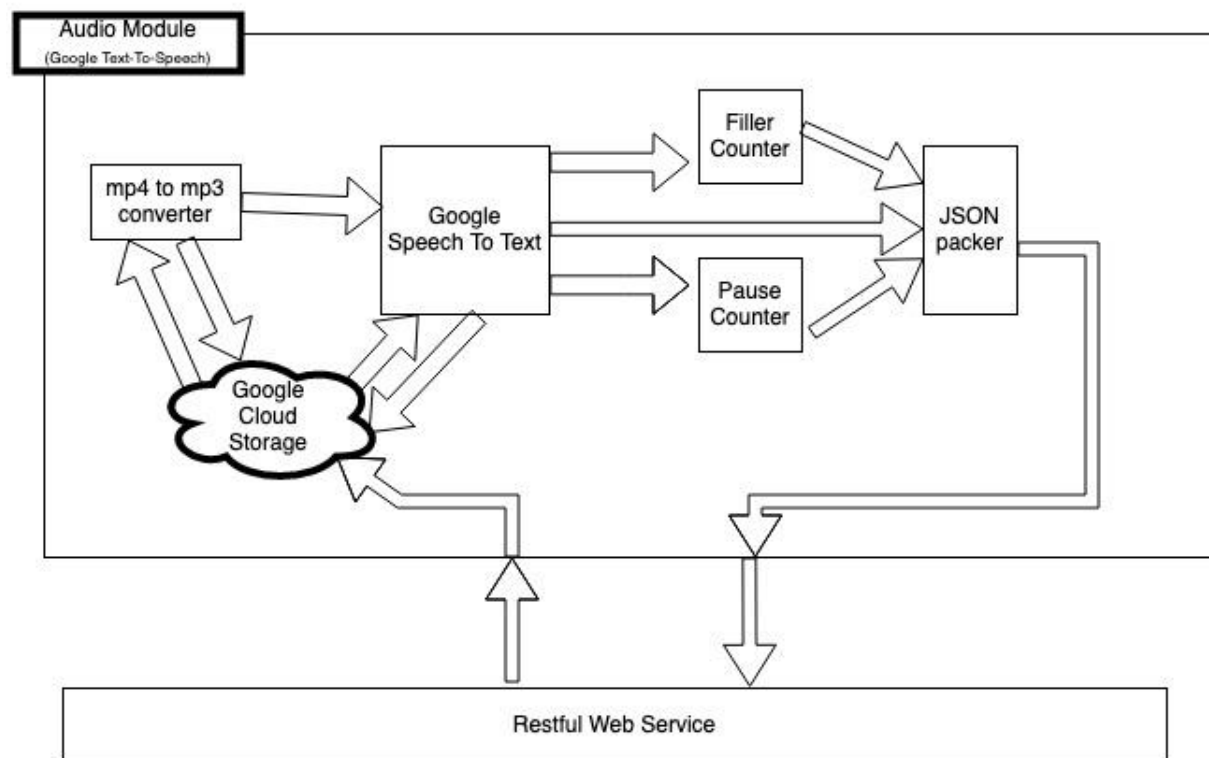 Audio Module
(Google Text-To-Speech)
Filler
Counter
mp4 to mp3
converter
Google
Speech To Text
JSON
packer
Pause
Counter
Google
Cloud
Storage
Restful Web Service